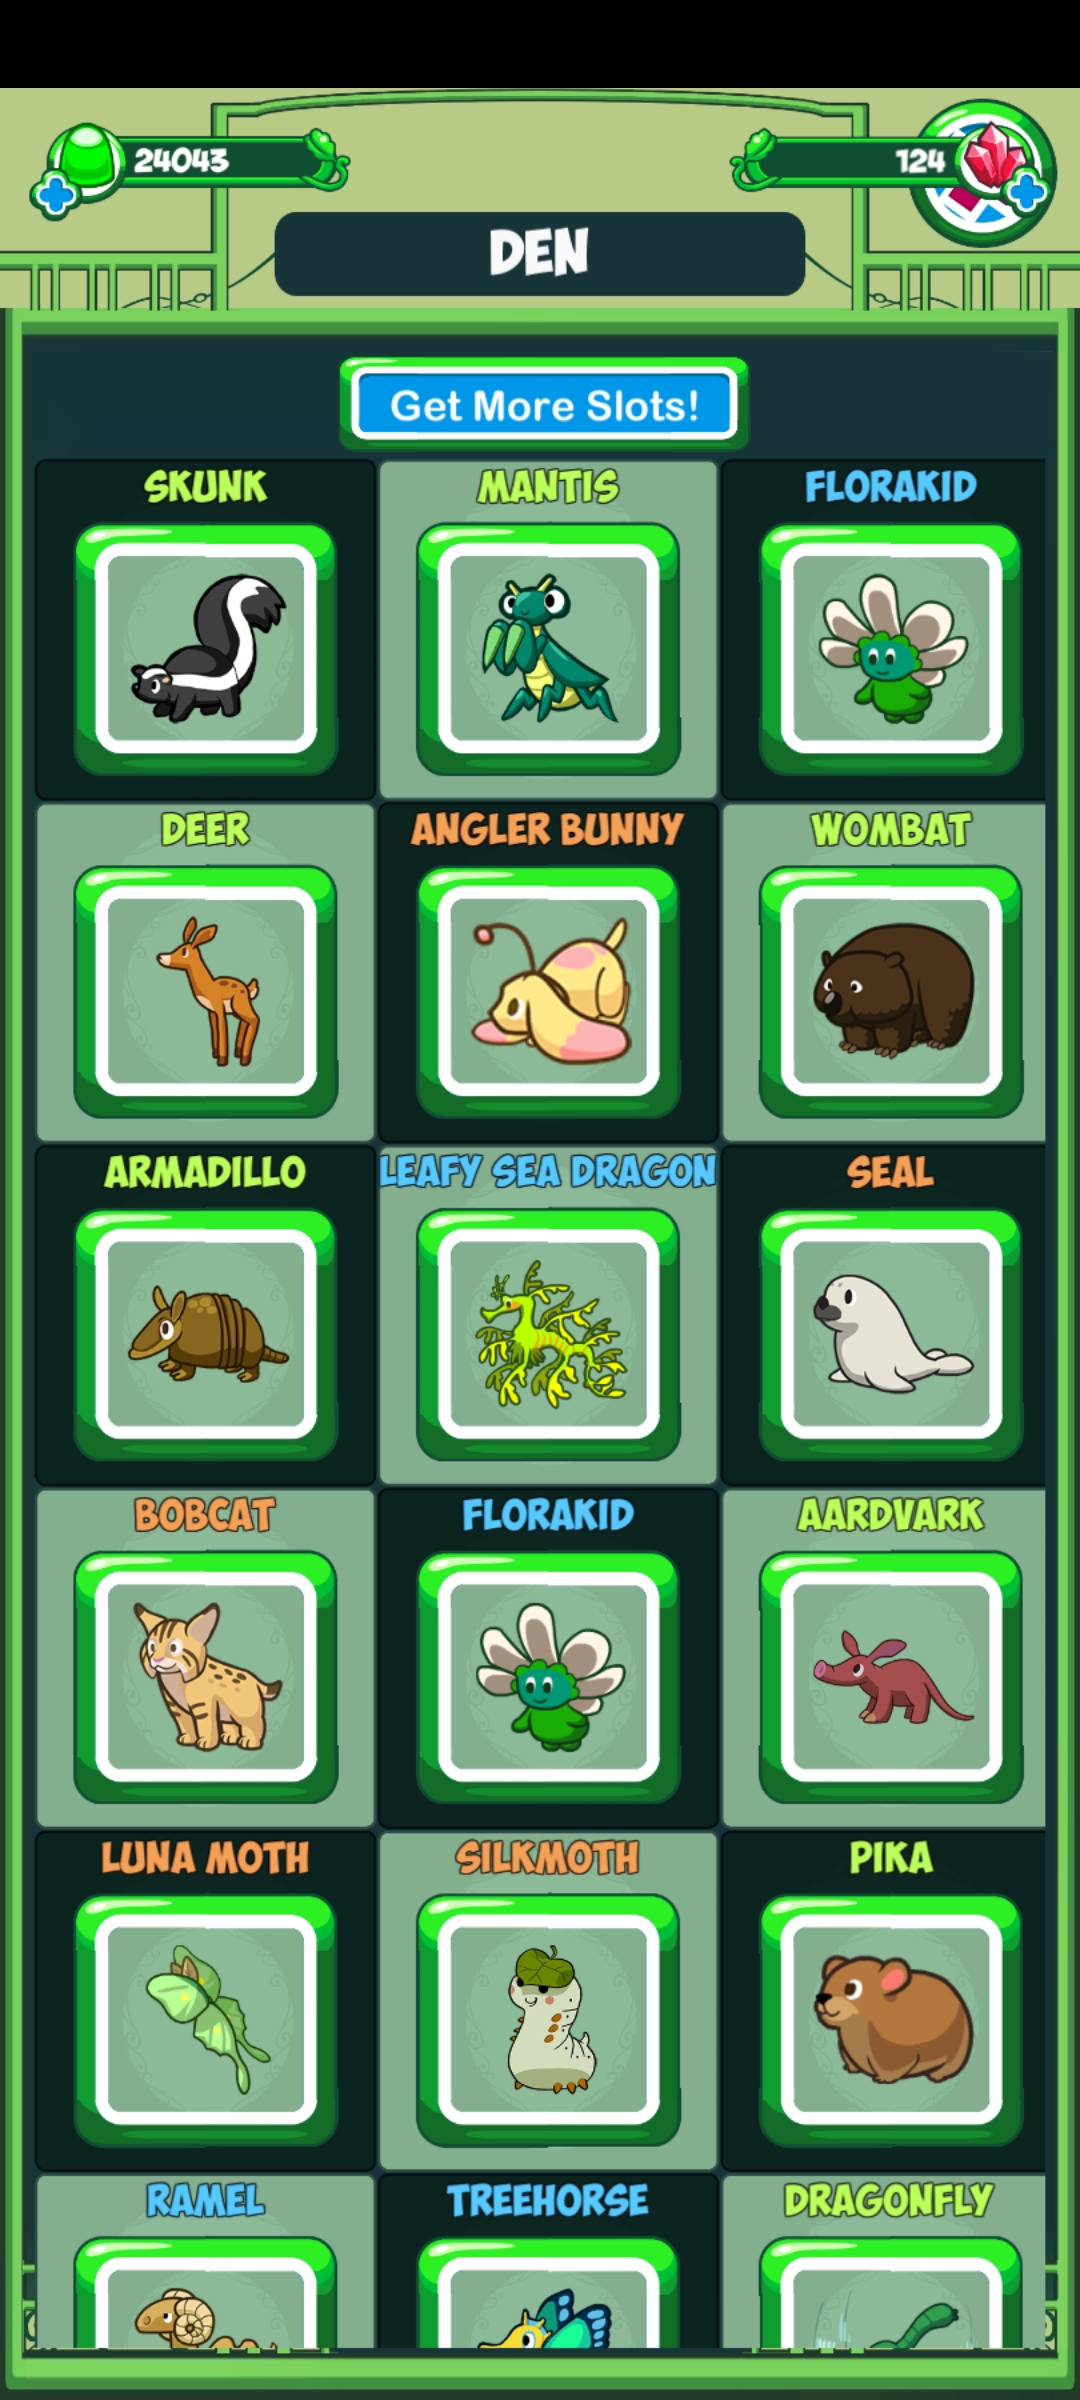 24043
124
DEN
Get More Slots!
SKUNK
MANTIS
FLORAKID
DEER
ANGLER BUNNY
WOMBAT
ARMADILLO
LEAFY SEA DRAGON
SEAL
BOBCAT
FLORAKID
AARDVARK
LUNA MOTH
SILKMOTH
PIKA
RAMEL
TREEHORSE
DRAGONFLY